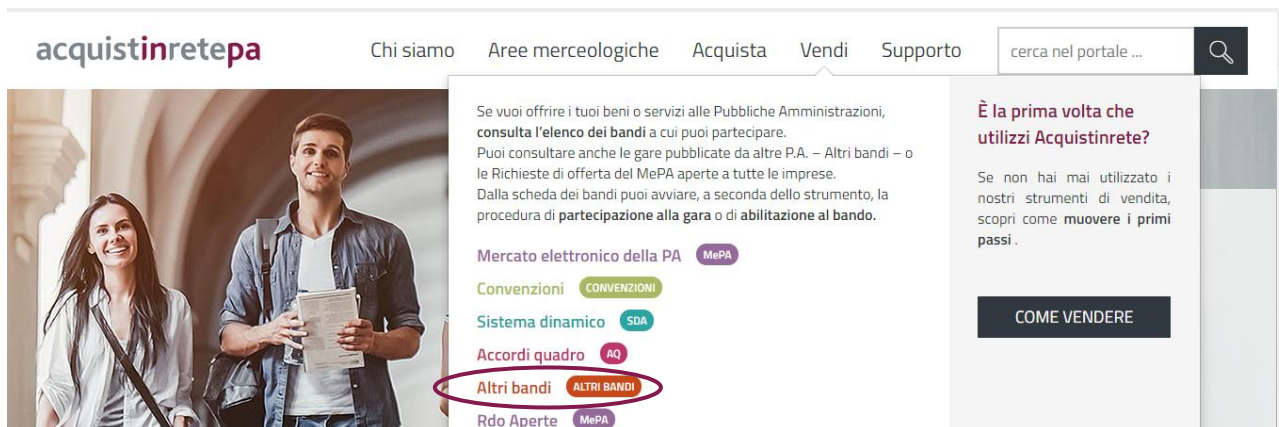 acquistinretepa
Chi siamo
Aree merceologiche
Acquista
Vendi
Supporto
cerca nel portale ...
Se vuoi offrire i tuoi beni o servizi alle Pubbliche Amministrazioni,
consulta l'elenco dei bandi a cui puoi partecipare.
Puoi consultare anche le gare pubblicate da altre P.A. – Altri bandi – o
le Richieste di offerta del MePA aperte a tutte le imprese.
Dalla scheda dei bandi puoi avviare, a seconda dello strumento, la
procedura di partecipazione alla gara o di abilitazione al bando.
Mercato elettronico della PA MePA
Convenzioni CONVENZIONI
Sistema dinamico SDA
Accordi quadro AQ
Altri bandi ALTRI BANDI
Rdo Aperte MePA
È la prima volta che
utilizzi Acquistinrete?
Se non hai mai utilizzato i
nostri strumenti di vendita,
scopri come muovere i primi
passi .
COME VENDERE